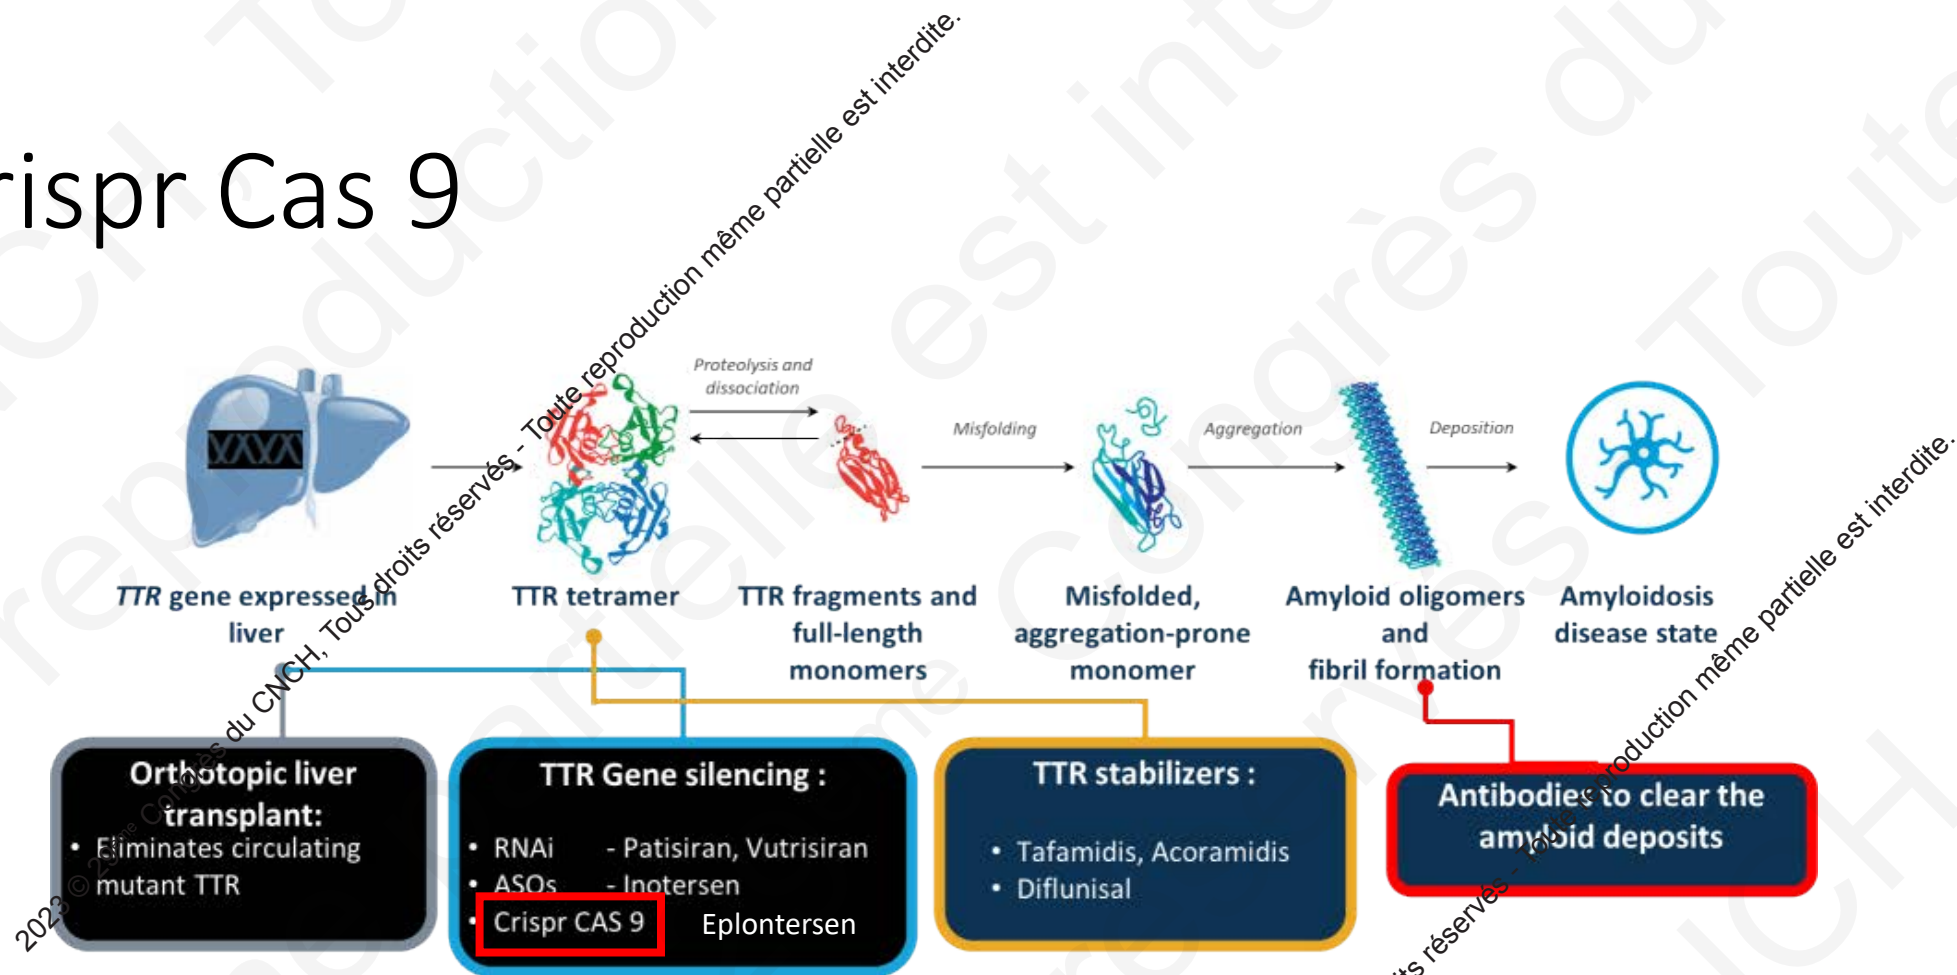 rispr Cas 9
Proteolysis and
dissociation
Misfolding
Aggregation
Deposition
TTR gene expressed in
liver
TTR tetramer
TTR fragments and
full-length
monomers
Misfolded,
aggregation-prone
monomer
Amyloid oligomers
and
fibril formation
Amyloidosis
disease state
Orthotopic liver
transplant:
• Eliminates circulating
mutant TTR
TTR Gene silencing :
• RNAi - Patisiran, Vutrisiran
• ASOs - Inotersen
• Crispr CAS 9 Eplontersen
TTR stabilizers :
• Tafamidis, Acoramidis
• Diflunisal
Antibodies to clear the
amyloid deposits
2023 © 29ème Congrès du CNCH, Tous droits réservés - Toute reproduction même partielle est interdite.
its réservés - Toute reproduction même partielle est interdite.